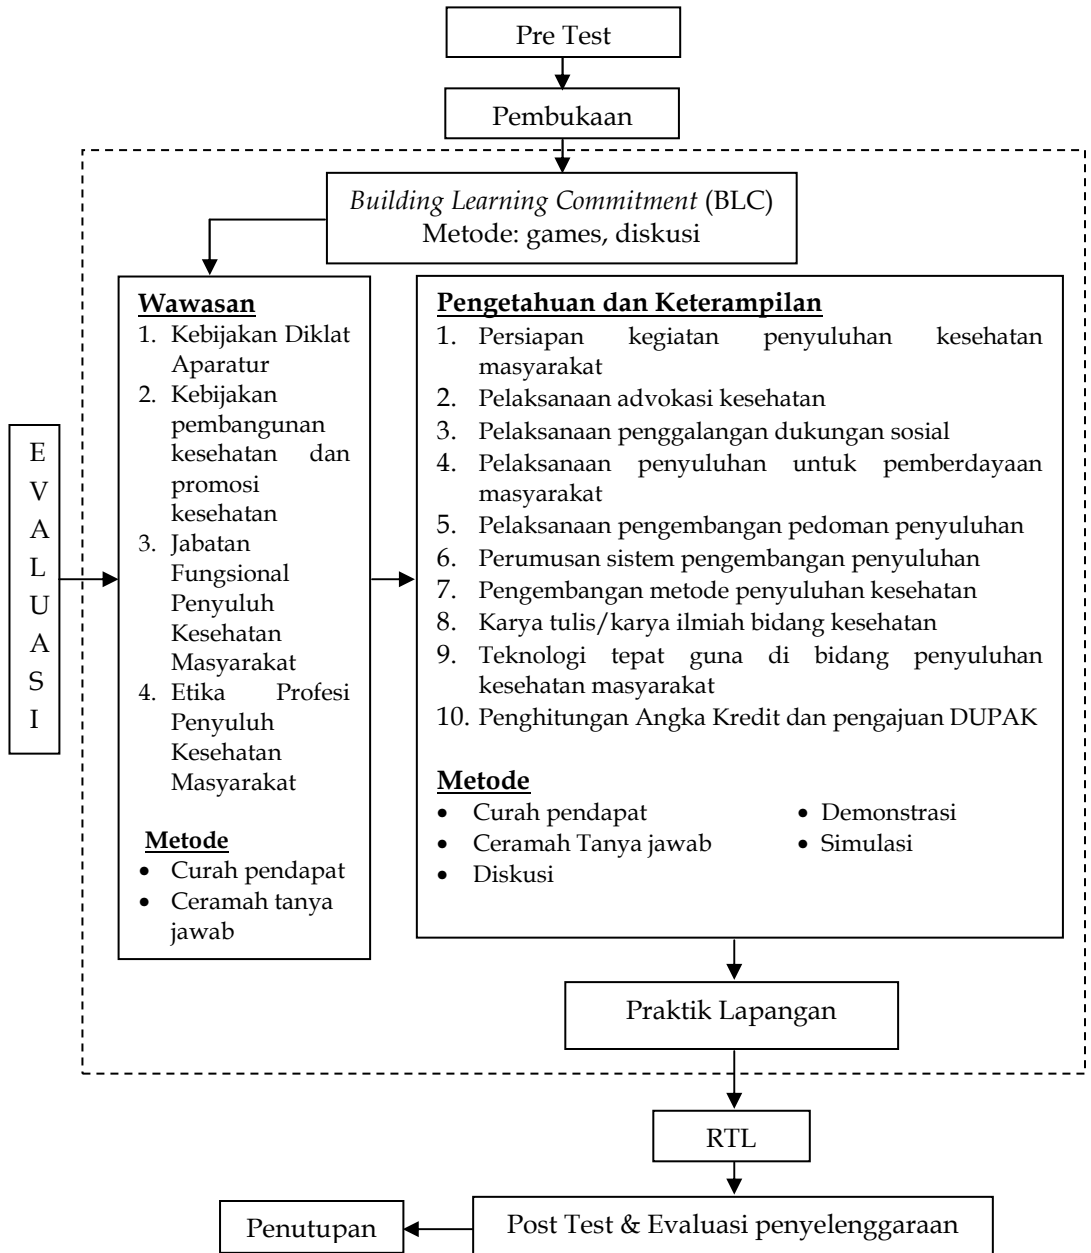 Pre Test
Pembukaan
Building Learning Commitment (BLC)
Metode: games, diskusi
E
V
A
L
U
A
S
I
Wawasan
1. Kebijakan Diklat
Aparatur
2. Kebijakan
pembangunan
kesehatan dan
promosi
kesehatan
3. Jabatan
Fungsional
Penyuluh
Kesehatan
Masyarakat
4. Etika Profesi
Penyuluh
Kesehatan
Masyarakat
Metode
• Curah pendapat
• Ceramah tanya
jawab
Pengetahuan dan Keterampilan
1. Persiapan kegiatan penyuluhan kesehatan
masyarakat
2. Pelaksanaan advokasi kesehatan
3. Pelaksanaan penggalangan dukungan sosial
4. Pelaksanaan penyuluhan untuk pemberdayaan
masyarakat
5. Pelaksanaan pengembangan pedoman penyuluhan
6. Perumusan sistem pengembangan penyuluhan
7. Pengembangan metode penyuluhan kesehatan
8. Karya tulis/karya ilmiah bidang kesehatan
9. Teknologi tepat guna di bidang penyuluhan
kesehatan masyarakat
10. Penghitungan Angka Kredit dan pengajuan DUPAK
Metode
• Curah pendapat
• Ceramah Tanya jawab
• Diskusi
• Demonstrasi
• Simulasi
Praktik Lapangan
RTL
Post Test & Evaluasi penyelenggaraan
Penutupan